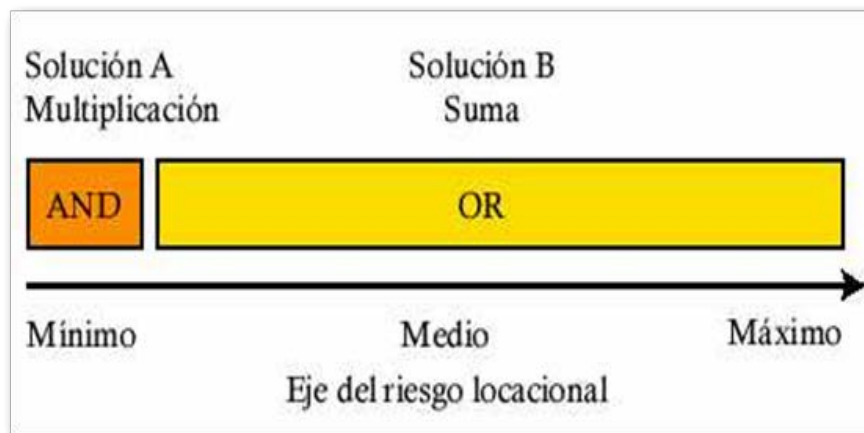 Solución A
Multiplicación
Solución B
Suma
AND
OR
Mínimo
Medio
Máximo
Eje del riesgo locacional